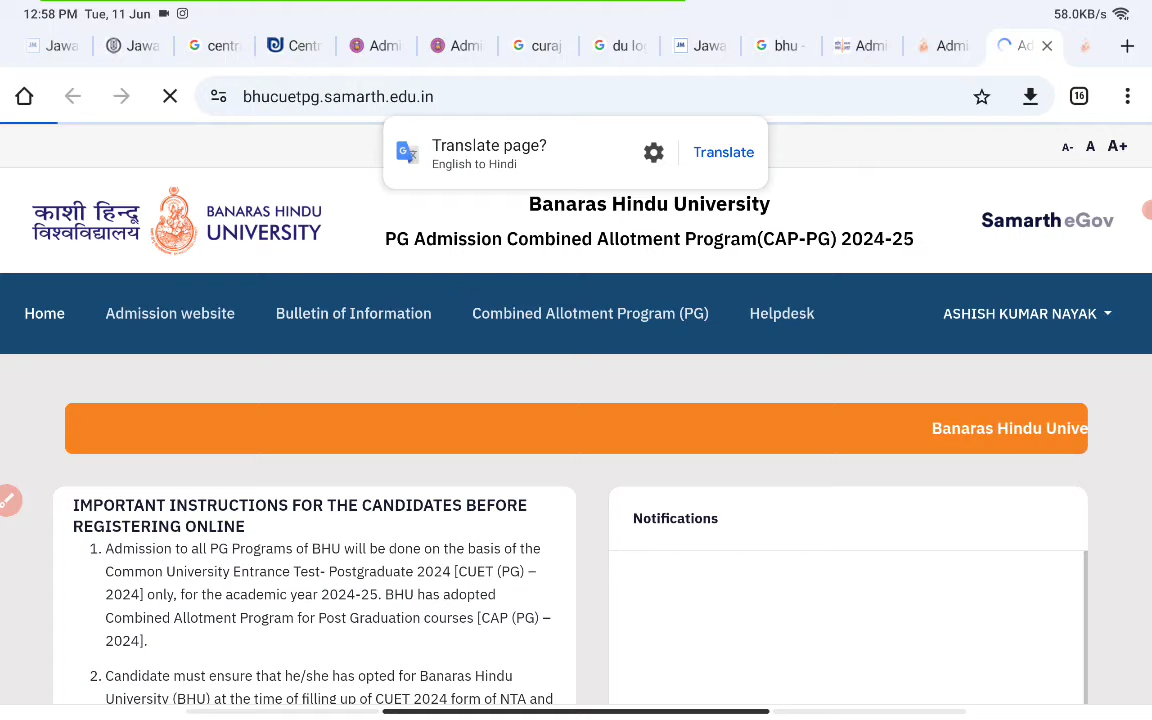 12:58 PM Tue, 11 Jun
58.0KB/s
Jawa
Jawa
centr
Centr
Admi
Admi
curaj
du lo
Jawa
bhu -
Admi
Admi
Ad
bhucuetpg.samarth.edu.in
16
Translate page?
English to Hindi
Translate
A- A A+
काशी हिन्दू
विश्वविद्यालय
BANARAS HINDU
UNIVERSITY
Banaras Hindu University
PG Admission Combined Allotment Program(CAP-PG) 2024-25
Samarth eGov
Home Admission website Bulletin of Information Combined Allotment Program (PG) Helpdesk ASHISH KUMAR NAYAK
Banaras Hindu Unive
IMPORTANT INSTRUCTIONS FOR THE CANDIDATES BEFORE
REGISTERING ONLINE
1. Admission to all PG Programs of BHU will be done on the basis of the
Common University Entrance Test- Postgraduate 2024 [CUET (PG) –
2024] only, for the academic year 2024-25. BHU has adopted
Combined Allotment Program for Post Graduation courses [CAP (PG) –
2024].
2. Candidate must ensure that he/she has opted for Banaras Hindu
University (BHU) at the time of filling up of CUET 2024 form of NTA and
Notifications